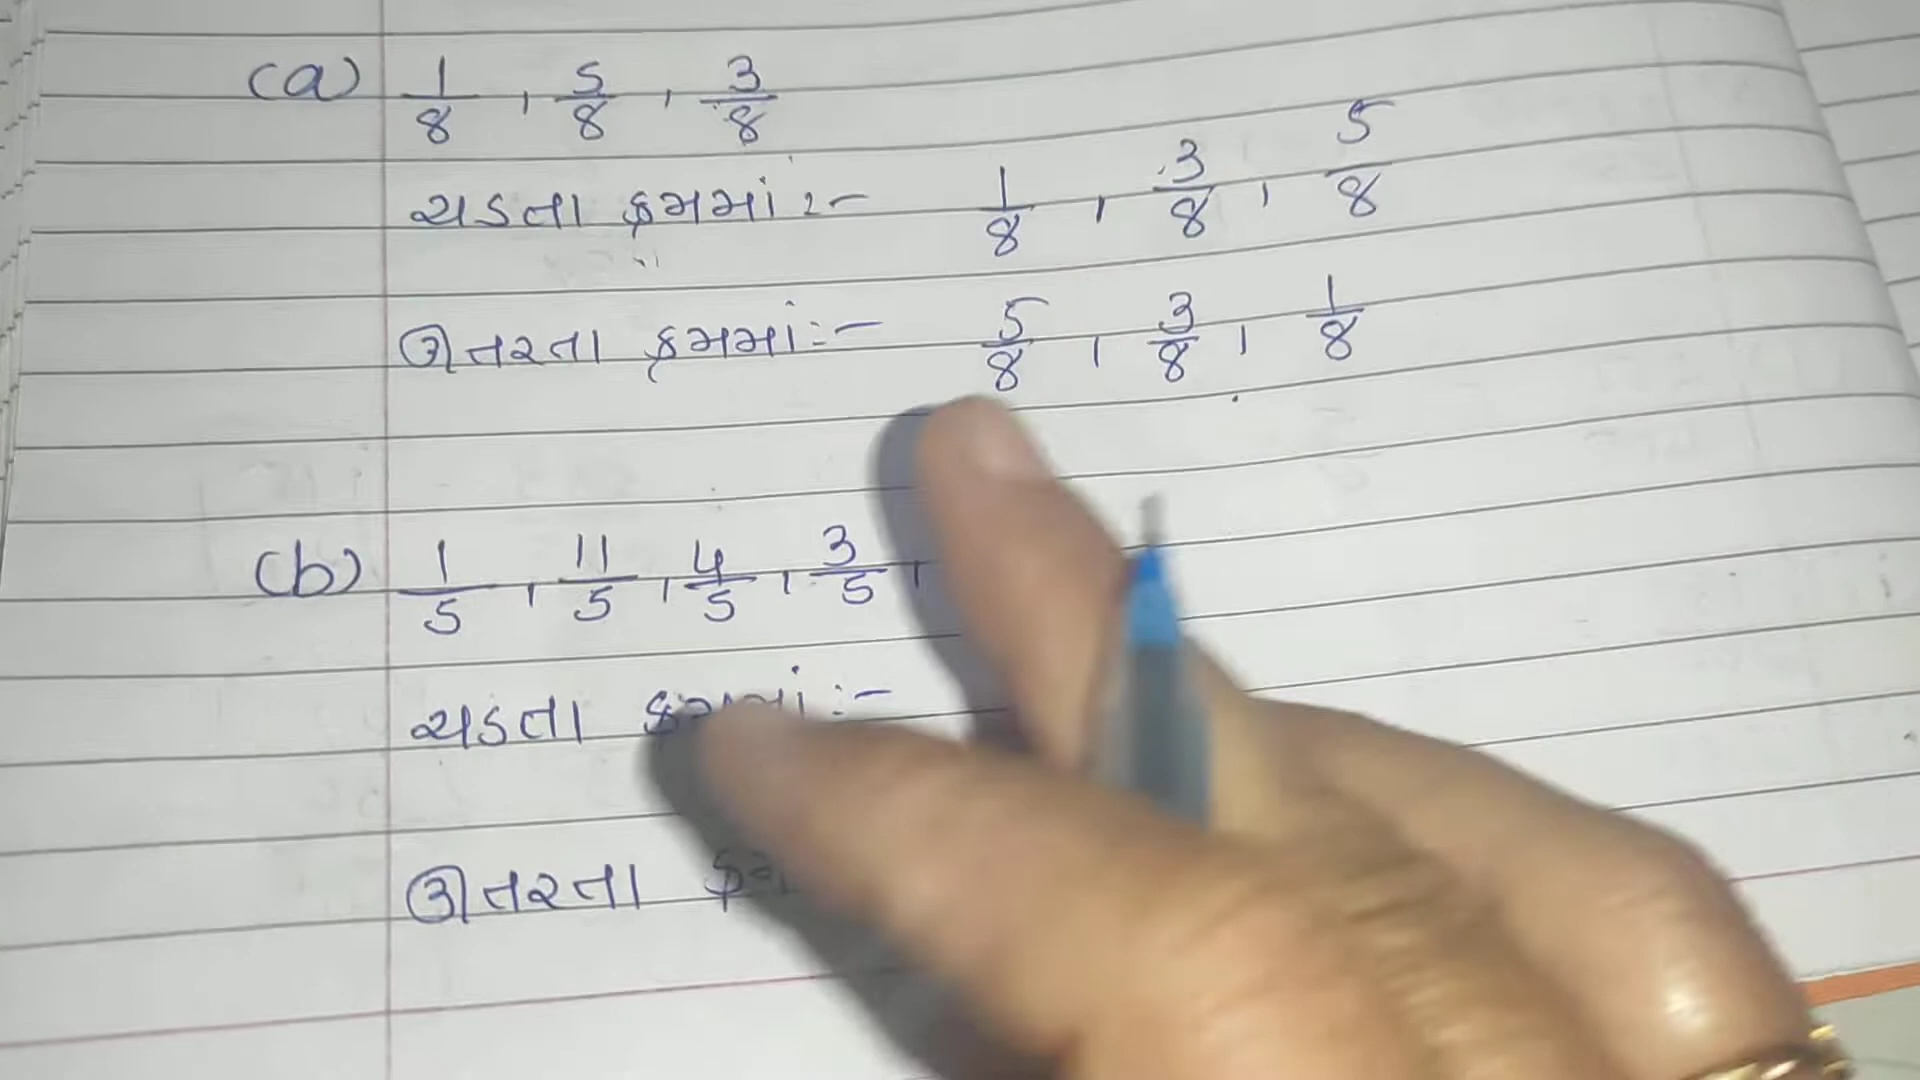 (a) 1/8 , 5/8 , 3/8
ચડતા ક્રમમાં :- 1/8 , 3/8 , 5/8
ઉતરતા ક્રમમાં :- 5/8 , 3/8 , 1/8
(b) 1/5 , 11/5 , 4/5 , 3/5 ,
ચડતા ક્રમમાં :-
ઉતરતા